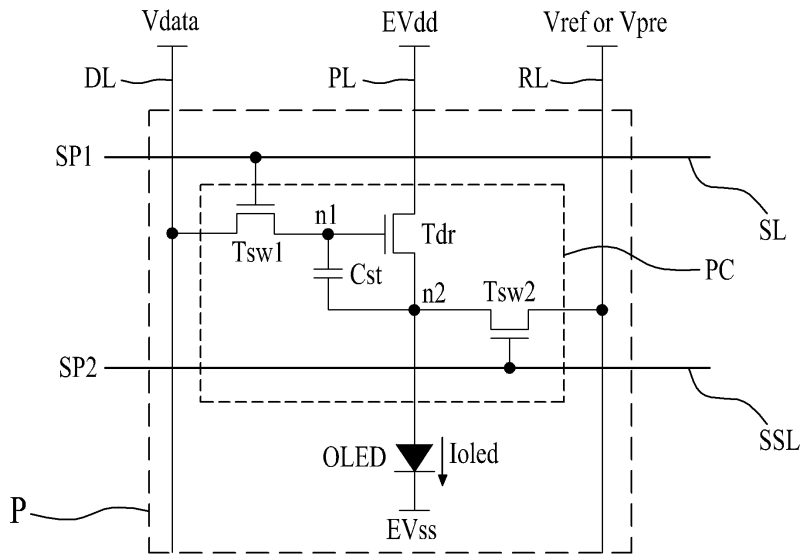 Vdata
EVdd
Vref or Vpre
DL
PL
RL
SP1
SL
n1
Tsw1
Tdr
Cst
n2
Tsw2
PC
SP2
SSL
OLED
Ioled
P
EVss